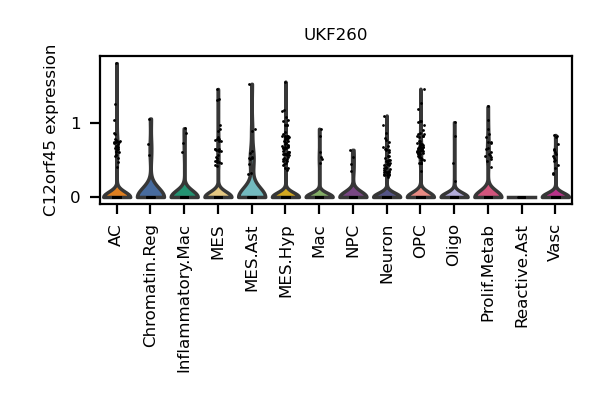 UKF260
C12orf45 expression
1
0
AC
Chromatin.Reg
Inflammatory.Mac
MES
MES.Ast
MES.Hyp
Mac
NPC
Neuron
OPC
Oligo
Prolif.Metab
Reactive.Ast
Vasc